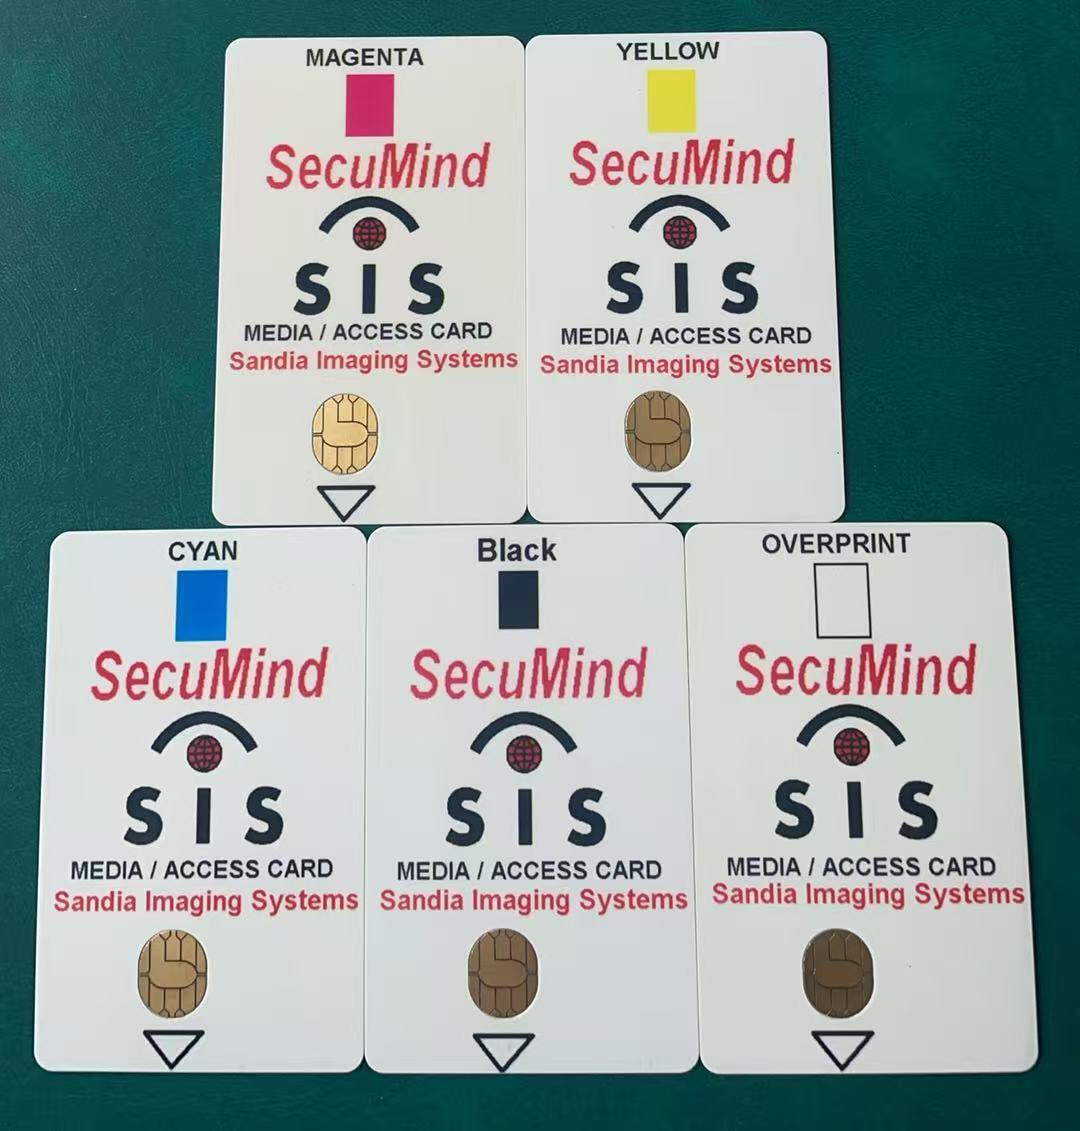 MAGENTA
SecuMind
SIS
MEDIA / ACCESS CARD
Sandia Imaging Systems
YELLOW
SecuMind
SIS
MEDIA / ACCESS CARD
Sandia Imaging Systems
CYAN
SecuMind
SIS
MEDIA / ACCESS CARD
Sandia Imaging Systems
Black
SecuMind
SIS
MEDIA / ACCESS CARD
Sandia Imaging Systems
OVERPRINT
SecuMind
SIS
MEDIA / ACCESS CARD
Sandia Imaging Systems